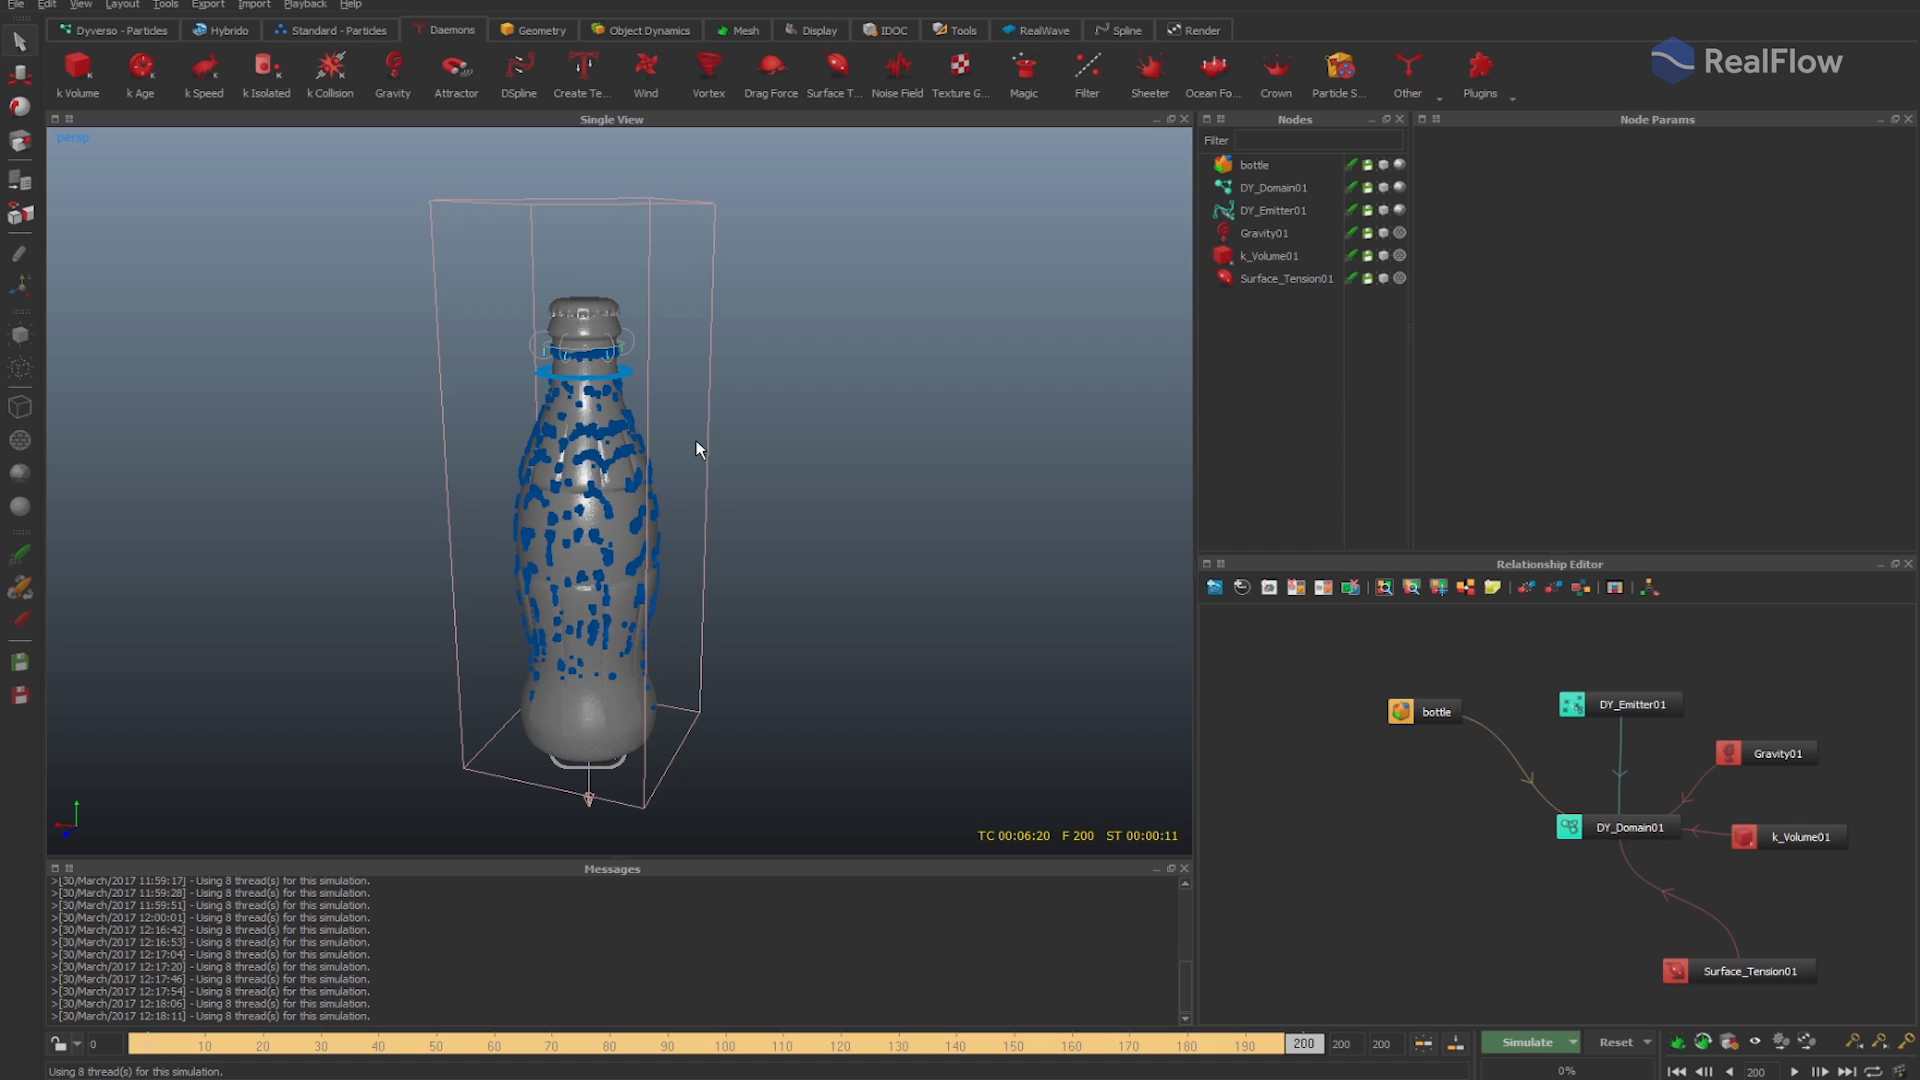 File Edit View Layout Tools Export Import Playback Help
Dyverso - Particles Hybrido Standard - Particles Daemons Geometry Object Dynamics Mesh Display IDOC Tools RealWave Spline Render
k Volume k Age k Speed k Isolated k Collision Gravity Attractor DSpline Create Te... Wind Vortex Drag Force Surface T... Noise Field Texture G... Magic Filter Sheeter Ocean Fo... Crown Particle S... Other Plugins
RealFlow
Single View
Nodes
Node Params
persp
Filter
bottle
DY_Domain01
DY_Emitter01
Gravity01
k_Volume01
Surface_Tension01
TC 00:06:20 F 200 ST 00:00:11
Relationship Editor
bottle
DY_Emitter01
Gravity01
DY_Domain01
k_Volume01
Surface_Tension01
Messages
>[30/March/2017 11:59:17] - Using 8 thread(s) for this simulation.
>[30/March/2017 11:59:28] - Using 8 thread(s) for this simulation.
>[30/March/2017 11:59:51] - Using 8 thread(s) for this simulation.
>[30/March/2017 12:00:01] - Using 8 thread(s) for this simulation.
>[30/March/2017 12:16:42] - Using 8 thread(s) for this simulation.
>[30/March/2017 12:16:53] - Using 8 thread(s) for this simulation.
>[30/March/2017 12:17:04] - Using 8 thread(s) for this simulation.
>[30/March/2017 12:17:20] - Using 8 thread(s) for this simulation.
>[30/March/2017 12:17:46] - Using 8 thread(s) for this simulation.
>[30/March/2017 12:17:54] - Using 8 thread(s) for this simulation.
>[30/March/2017 12:18:06] - Using 8 thread(s) for this simulation.
>[30/March/2017 12:18:11] - Using 8 thread(s) for this simulation.
0 10 20 30 40 50 60 70 80 90 100 110 120 130 140 150 160 170 180 190 200 200 200
Simulate Reset
Using 8 thread(s) for this simulation.
0%
200